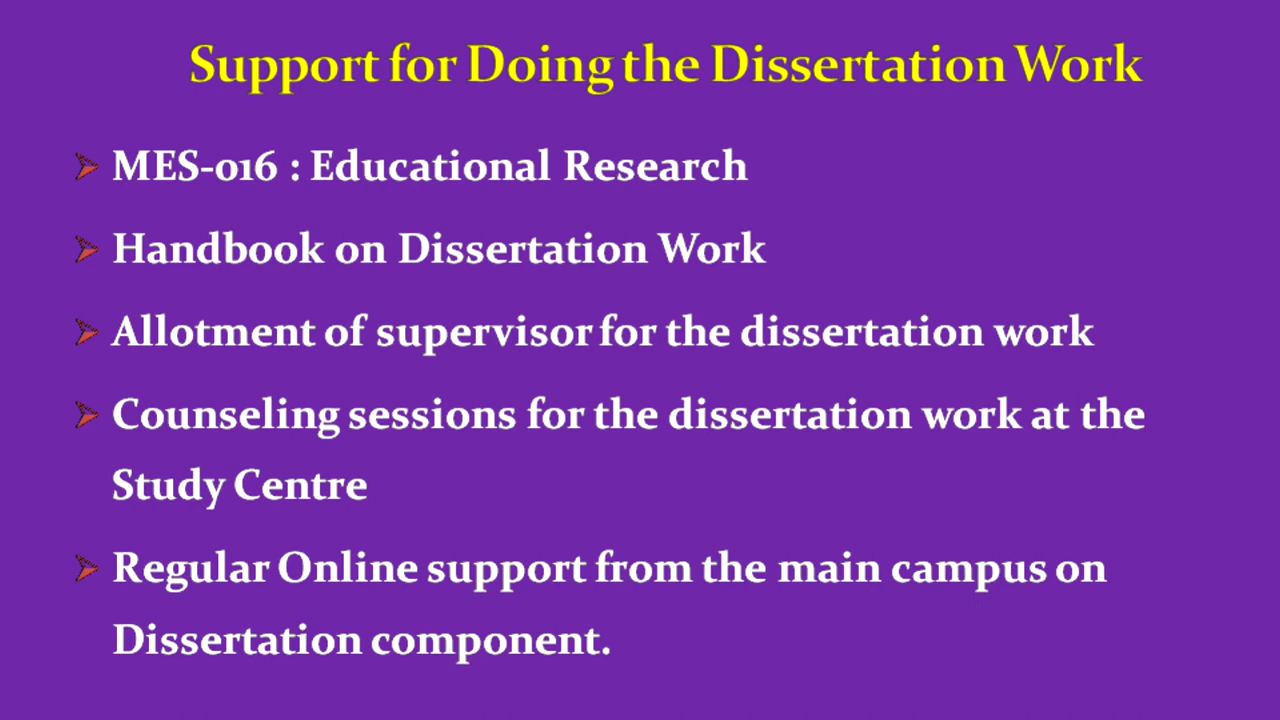 Support for Doing the Dissertation Work
MES-016 : Educational Research
Handbook on Dissertation Work
Allotment of supervisor for the dissertation work
Counseling sessions for the dissertation work at the
Study Centre
Regular Online support from the main campus on
Dissertation component.